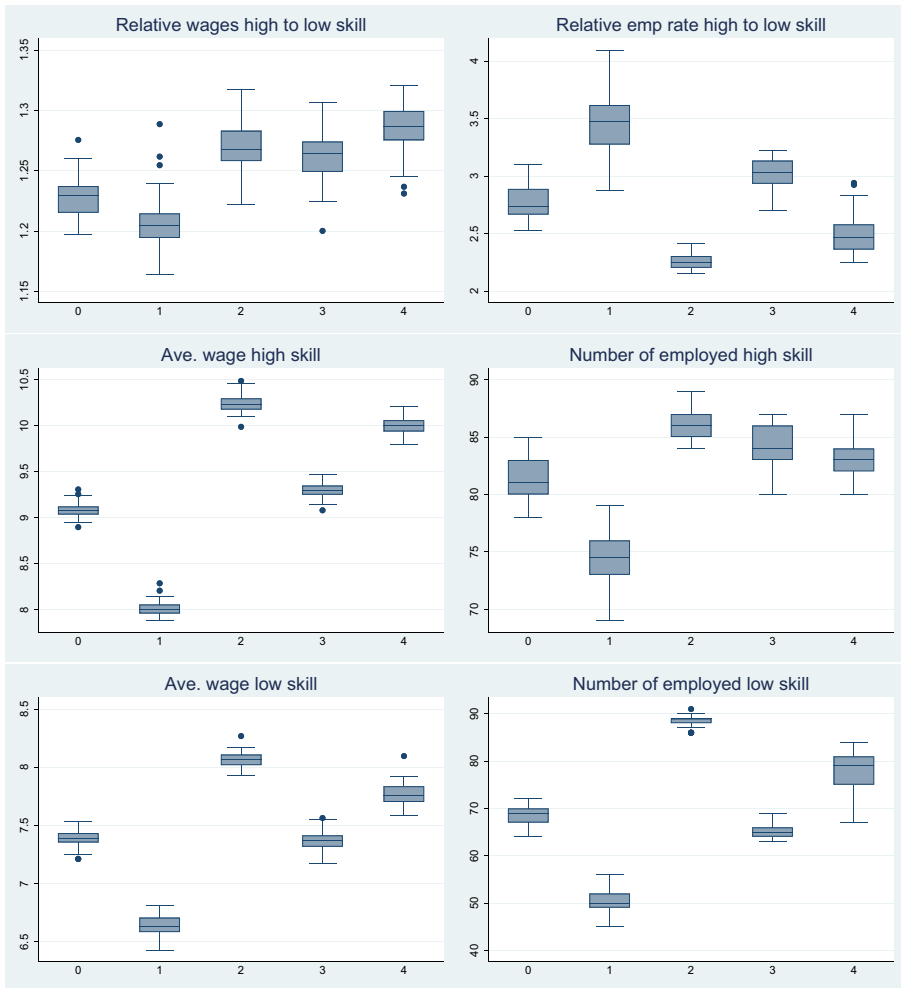 Relative wages high to low skill
1.35
1.3
1.25
1.2
1.15
0 1 2 3 4
Relative emp rate high to low skill
4
3.5
3
2.5
2
0 1 2 3 4
Ave. wage high skill
10.5
10
9.5
9
8.5
8
0 1 2 3 4
Number of employed high skill
90
85
80
75
70
0 1 2 3 4
Ave. wage low skill
8.5
8
7.5
7
6.5
0 1 2 3 4
Number of employed low skill
90
80
70
60
50
40
0 1 2 3 4